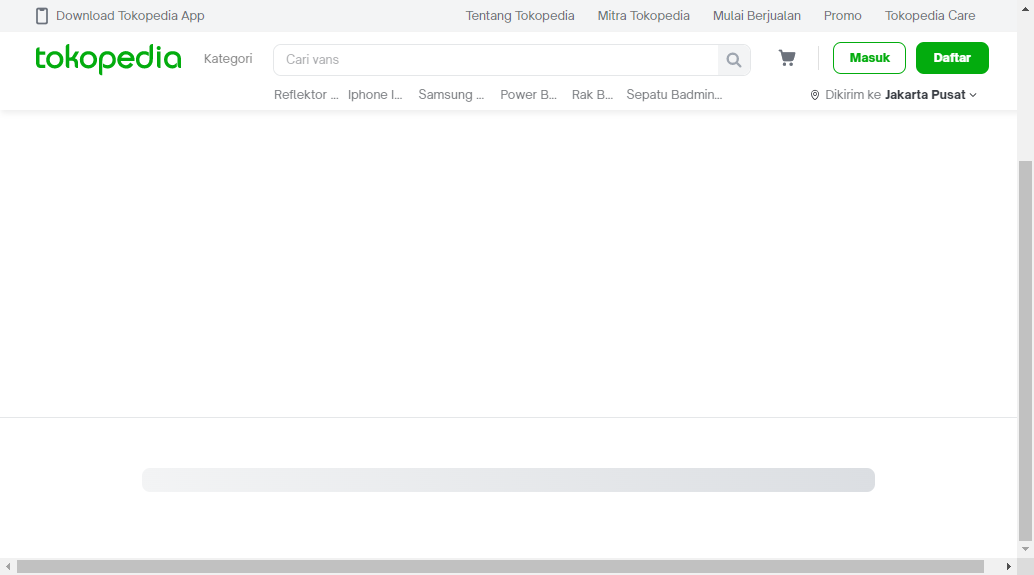 Download Tokopedia App Tentang Tokopedia Mitra Tokopedia Mulai Berjualan Promo Tokopedia Care
tokopedia Kategori Cari vans Masuk Daftar
Reflektor ... Iphone I... Samsung ... Power B... Rak B... Sepatu Badmin... Dikirim ke Jakarta Pusat